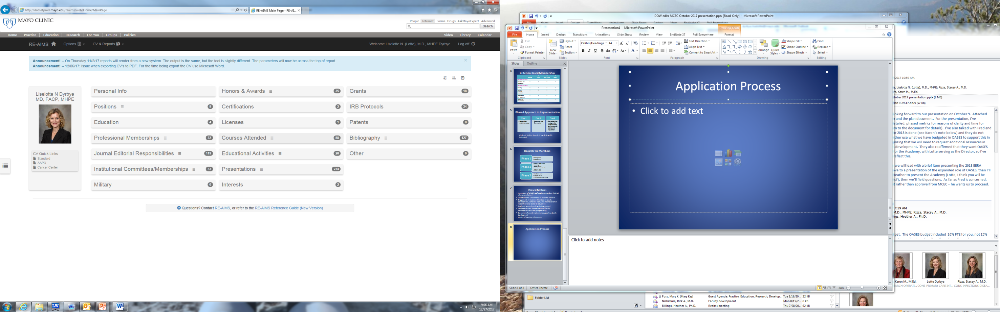 http://dotnetprod.mayo.edu/reaims/web/Home/MainPage
RE-AIMS Main Page - RE-AI...
MAYO CLINIC
People Intranet Forms Drugs AskMayoExpert Advanced
Search
Home Practice Education Research For You Groups Policies
Video Library Calendar
RE-AIMS Options CV & Reports
Welcome Liselotte N. (Lotte), M.D., MHPE Dyrbye Log off
Announcement! -- On Thursday 11/2/17 reports will render from a new system. The output is the same, but the tool is slightly different. The parameters will now be across the top of report.
Announcement! -- 12/06/17: Issue when exporting CV's to PDF. For the time being export the CV use Microsoft Word.
Liselotte N Dyrbye
MD, FACP, MHPE
CV Quick Links
Standard
AAPC
Cancer Center
Personal Info
Positions 9
Education 4
Professional Memberships 32
Journal Editorial Responsibilities 119
Institutional Committees/Memberships 33
Military 0
Honors & Awards 25
Certifications 2
Licenses 1
Courses Attended 58
Educational Activities 20
Presentations 234
Interests 2
Grants 18
IRB Protocols 34
Patents 0
Bibliography 127
Other 0
Questions? Contact RE-AIMS, or refer to the RE-AIMS Reference Guide (New Version)
9:06 AM
12/27/2017
DOW edits MCEC October 2017 presentation.pptx [Read-Only] - Microsoft PowerPoint
Presentation1 - Microsoft PowerPoint
Drawing Tools
File Home Insert Design Transitions Animations Slide Show Review View EndNote X7 Poll Everywhere Format
Paste
Cut
Copy
Format Painter
Clipboard
New
Slide
Layout
Reset
Section
Slides
Calibri (Headings) 44
Font
Text Direction
Align Text
Convert to SmartArt
Paragraph
Arrange
Quick
Styles
Shape Fill
Shape Outline
Shape Effects
Drawing
Find
Replace
Select
Editing
Slides Outline
4
Criterion-Based Membership
5
Phased Approach to Implementation
Phase 1 Phase 2 Phase 3
6
Benefits for Members
Phase 1
Phase 2
Phase 3
7
Phased Metrics
8
Application Process
Application Process
• Click to add text
Click to add notes
Slide 8 of 8 "Office Theme" 88%
/2017 10:59 AM.
, Liselotte N. (Lotte), M.D., MHPE; Rizza, Stacey A., M.D.
s, Karen M., M.Ed.
tober 2017 presentation.pptx (1 MB)
lan 9-29-17.docx (57 KB)
oking forward to our presentation on October 9. Attached
and the plan document. For the presentation, I've
etailed, phased metrics for reasons of clarity and time for
m to the document for details). I've also talked with Fred and
or 2018 is done (see Karen's note below) and they do not
ther use what we have budgeted in OASES to support this in
nizing that we will need to request additional resources in
development. They also reaffirmed that they want OASES
or the Academy, with Lotte serving as the Director, so I've
eflect this.
we will lead with a brief item presenting the 2018 EERA
ove to a presentation of the expanded role of OASES, then I'll
Heather to present the Academy (Lotte, I think you will be
s?), then we'll field questions. As far as Fred is concerned,
t rather than approval from MCEC – he wants us to proceed.
7:29 AM
M.D., MHPE; Rizza, Stacey A., M.D.
ngs, Heather A., Ph.D.
get. The OASES budget included 10% FTE for you, not 15%
Karen M., M.Ed. Lotte Dyrbye Rizza, Stacey A., M.D.
ARCH OPERATI... CONS-PRIMARY CARE INT... CONS-INFECTIOUS DISEA...
Folder List
Foss, Mary K. (Mary Kay) Guest Agenda: Practice, Education, Research, Develop... Tue 8/16/20... 32 KB
Nishimura, Rick A., M.D. Faculty development Mon 8/15/2... 6 KB
Billings, Heather A., Ph.D. Reaims meeting Thu 7/28/20... 62 KB